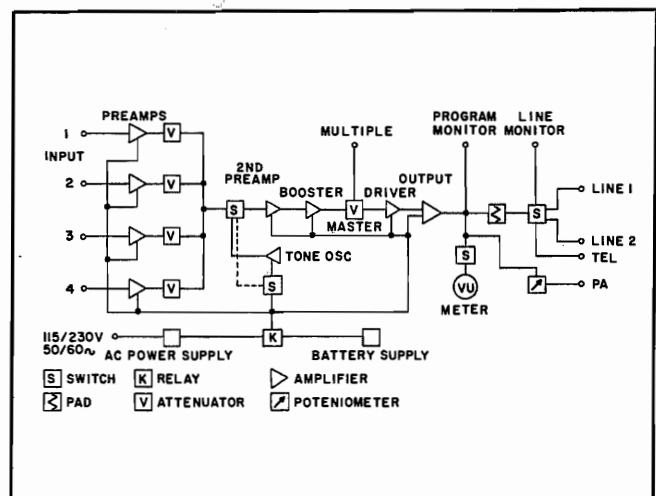 PREAMPS
PROGRAM MONITOR
LINE MONITOR
MULTIPLE
1
INPUT
2
3
4
2ND PREAMP
BOOSTER
DRIVER
OUTPUT
MASTER
V
V
V
V
S
V
S
LINE 1
LINE 2
TEL
TONE OSC
S
S
VU
METER
PA
115/230V
50/60~
AC POWER SUPPLY
K
BATTERY SUPPLY
S SWITCH
K RELAY
AMPLIFIER
PAD
V ATTENUATOR
POTENIOMETER